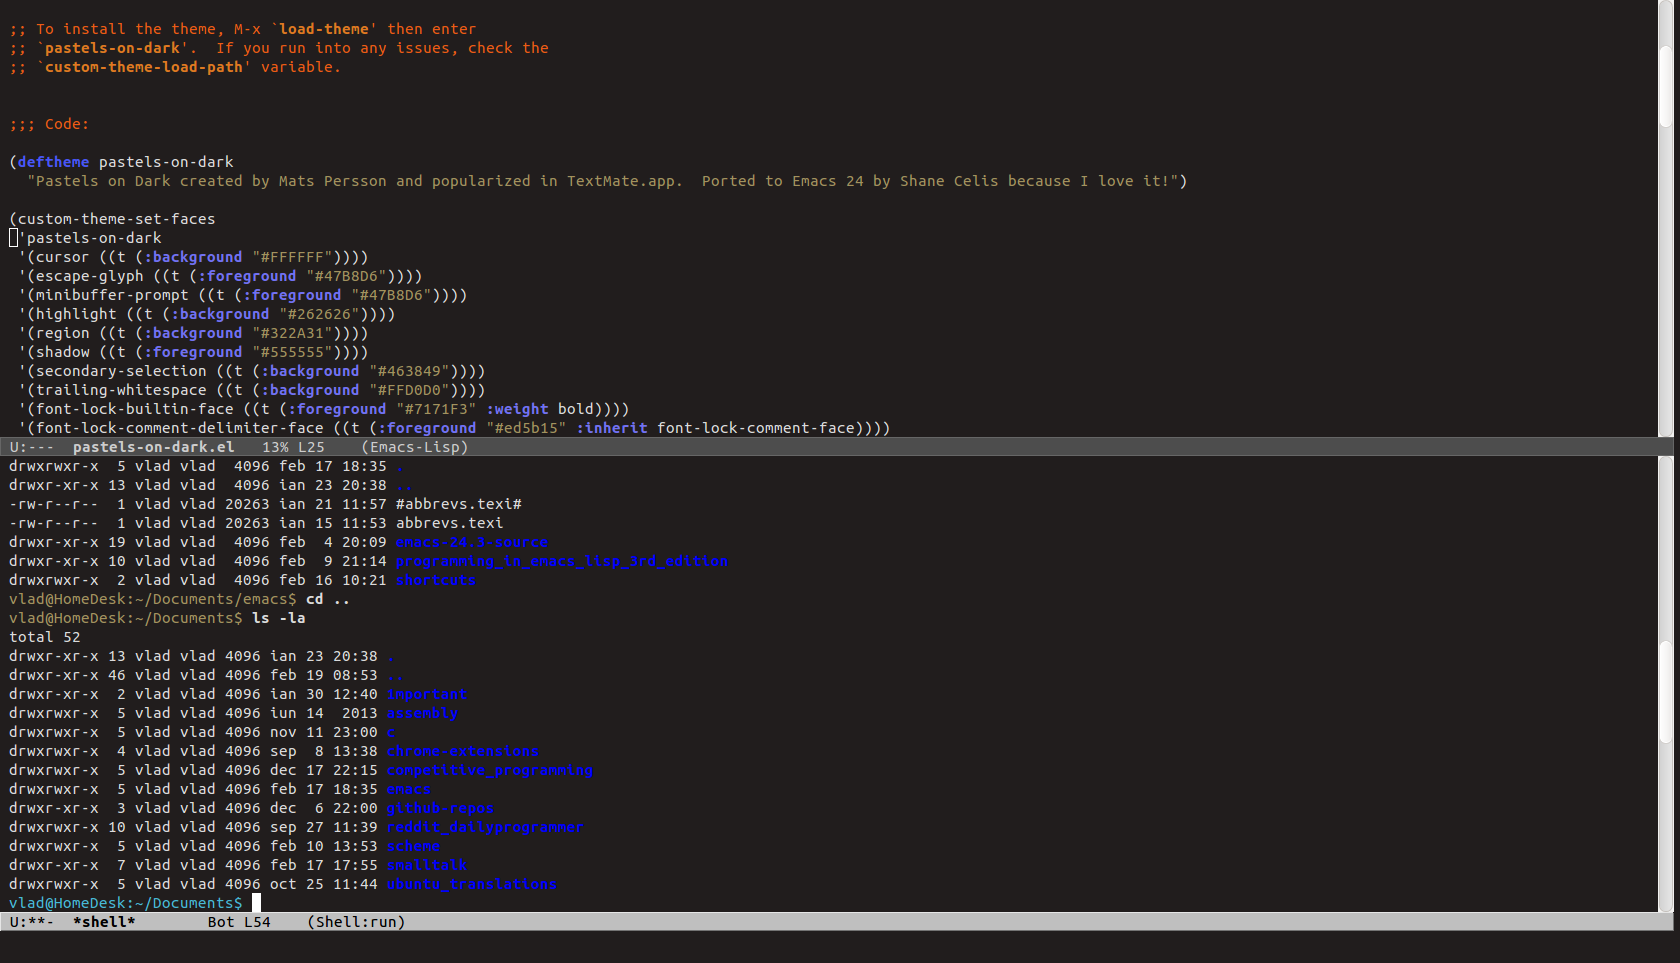 ;; To install the theme, M-x `load-theme' then enter
;; `pastels-on-dark'.  If you run into any issues, check the
;; `custom-theme-load-path' variable.
;;; Code:
(deftheme pastels-on-dark
  "Pastels on Dark created by Mats Persson and popularized in TextMate.app.  Ported to Emacs 24 by Shane Celis because I love it!")
(custom-theme-set-faces
 'pastels-on-dark
 '(cursor ((t (:background "#FFFFFF"))))
 '(escape-glyph ((t (:foreground "#47B8D6"))))
 '(minibuffer-prompt ((t (:foreground "#47B8D6"))))
 '(highlight ((t (:background "#262626"))))
 '(region ((t (:background "#322A31"))))
 '(shadow ((t (:foreground "#555555"))))
 '(secondary-selection ((t (:background "#463849"))))
 '(trailing-whitespace ((t (:background "#FFD0D0"))))
 '(font-lock-builtin-face ((t (:foreground "#7171F3" :weight bold))))
 '(font-lock-comment-delimiter-face ((t (:foreground "#ed5b15" :inherit font-lock-comment-face))))
U:---  pastels-on-dark.el   13% L25    (Emacs-Lisp)
drwxrwxr-x  5 vlad vlad  4096 feb 17 18:35 .
drwxr-xr-x 13 vlad vlad  4096 ian 23 20:38 ..
-rw-r--r--  1 vlad vlad 20263 ian 21 11:57 #abbrevs.texi#
-rw-r--r--  1 vlad vlad 20263 ian 15 11:53 abbrevs.texi
drwxr-xr-x 19 vlad vlad  4096 feb  4 20:09 emacs-24.3-source
drwxr-xr-x 10 vlad vlad  4096 feb  9 21:14 programming_in_emacs_lisp_3rd_edition
drwxrwxr-x  2 vlad vlad  4096 feb 16 10:21 shortcuts
vlad@HomeDesk:~/Documents/emacs$ cd ..
vlad@HomeDesk:~/Documents$ ls -la
total 52
drwxr-xr-x 13 vlad vlad 4096 ian 23 20:38 .
drwxr-xr-x 46 vlad vlad 4096 feb 19 08:53 ..
drwxr-xr-x  2 vlad vlad 4096 ian 30 12:40 important
drwxrwxr-x  5 vlad vlad 4096 iun 14  2013 assembly
drwxrwxr-x  5 vlad vlad 4096 nov 11 23:00 c
drwxrwxr-x  4 vlad vlad 4096 sep  8 13:38 chrome-extensions
drwxrwxr-x  5 vlad vlad 4096 dec 17 22:15 competitive_programming
drwxrwxr-x  5 vlad vlad 4096 feb 17 18:35 emacs
drwxr-xr-x  3 vlad vlad 4096 dec  6 22:00 github-repos
drwxrwxr-x 10 vlad vlad 4096 sep 27 11:39 reddit_dailyprogrammer
drwxrwxr-x  5 vlad vlad 4096 feb 10 13:53 scheme
drwxr-xr-x  7 vlad vlad 4096 feb 17 17:55 smalltalk
drwxrwxr-x  5 vlad vlad 4096 oct 25 11:44 ubuntu_translations
vlad@HomeDesk:~/Documents$
U:**-  *shell*        Bot L54    (Shell:run)